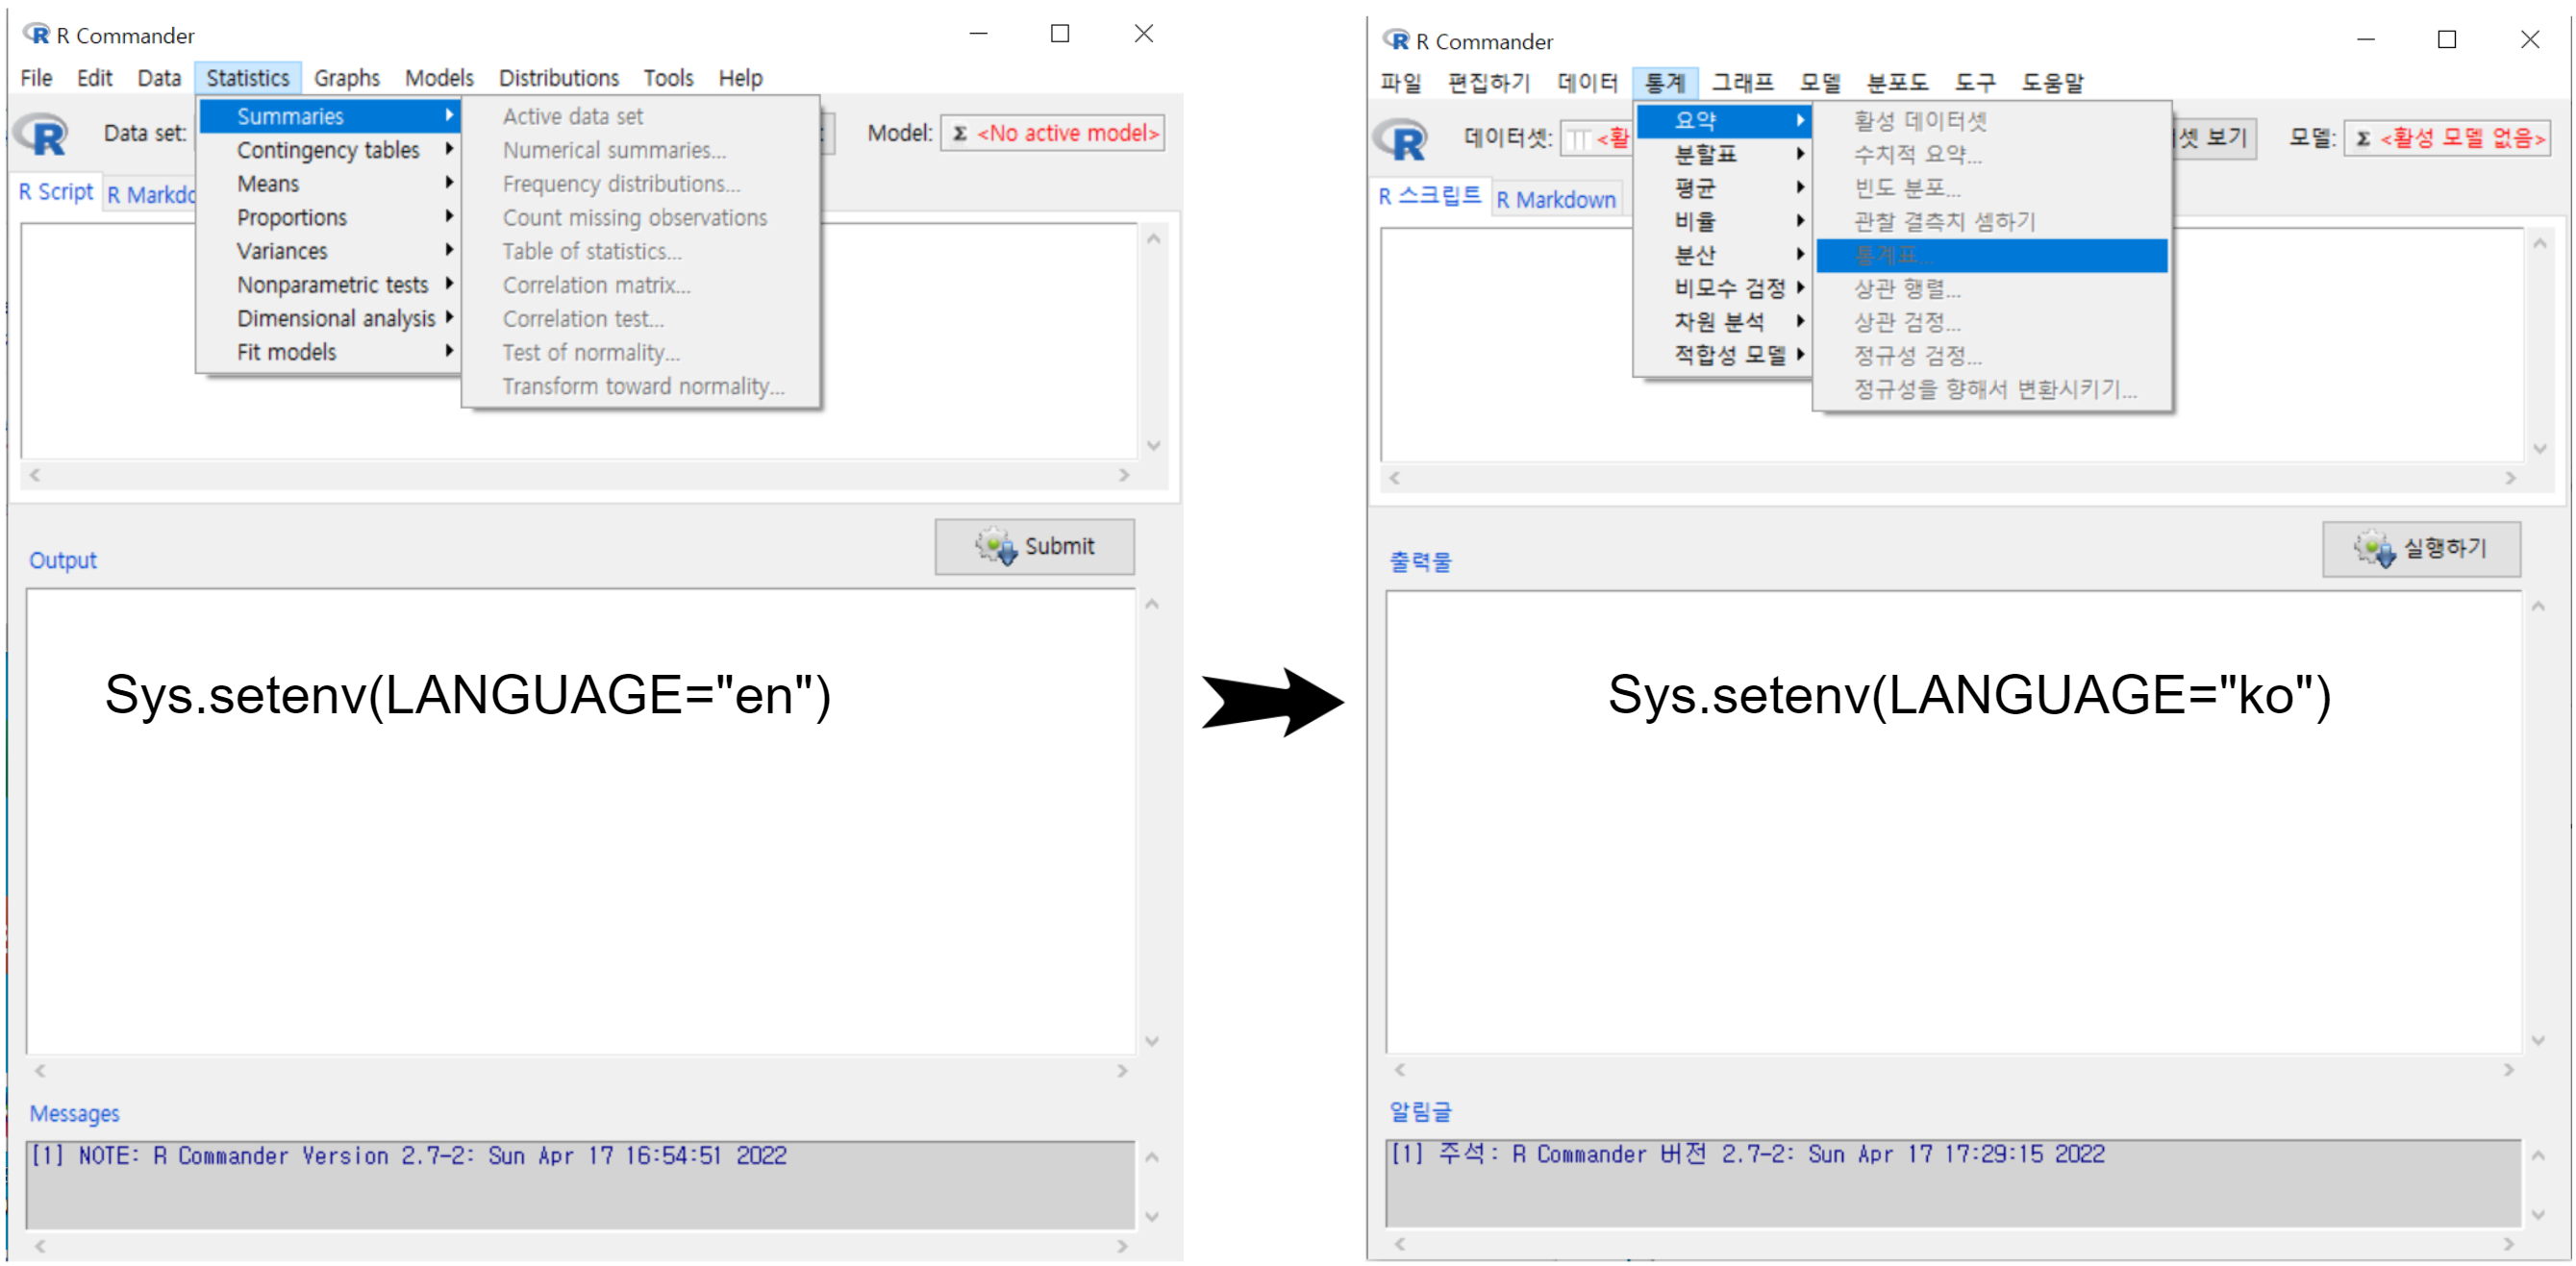 R Commander
File Edit Data Statistics Graphs Models Distributions Tools Help
Summaries
Contingency tables
Means
Proportions
Variances
Nonparametric tests
Dimensional analysis
Fit models
Active data set
Numerical summaries...
Frequency distributions...
Count missing observations
Table of statistics...
Correlation matrix...
Correlation test...
Test of normality...
Transform toward normality...
Data set:
Model: Σ <No active model>
R Script R Markdo
Output
Submit
Sys.setenv(LANGUAGE="en")
Messages
[1] NOTE: R Commander Version 2.7-2: Sun Apr 17 16:54:51 2022
R Commander
파일 편집하기 데이터 통계 그래프 모델 분포도 도구 도움말
요약
분할표
평균
비율
분산
비모수 검정
차원 분석
적합성 모델
활성 데이터셋
수치적 요약...
빈도 분포...
관찰 결측치 셈하기
통계표...
상관 행렬...
상관 검정...
정규성 검정...
정규성을 향해서 변환시키기...
데이터셋: <활
셋 보기
모델: Σ <활성 모델 없음>
R 스크립트 R Markdown
출력물
실행하기
Sys.setenv(LANGUAGE="ko")
알림글
[1] 주석: R Commander 버전 2.7-2: Sun Apr 17 17:29:15 2022